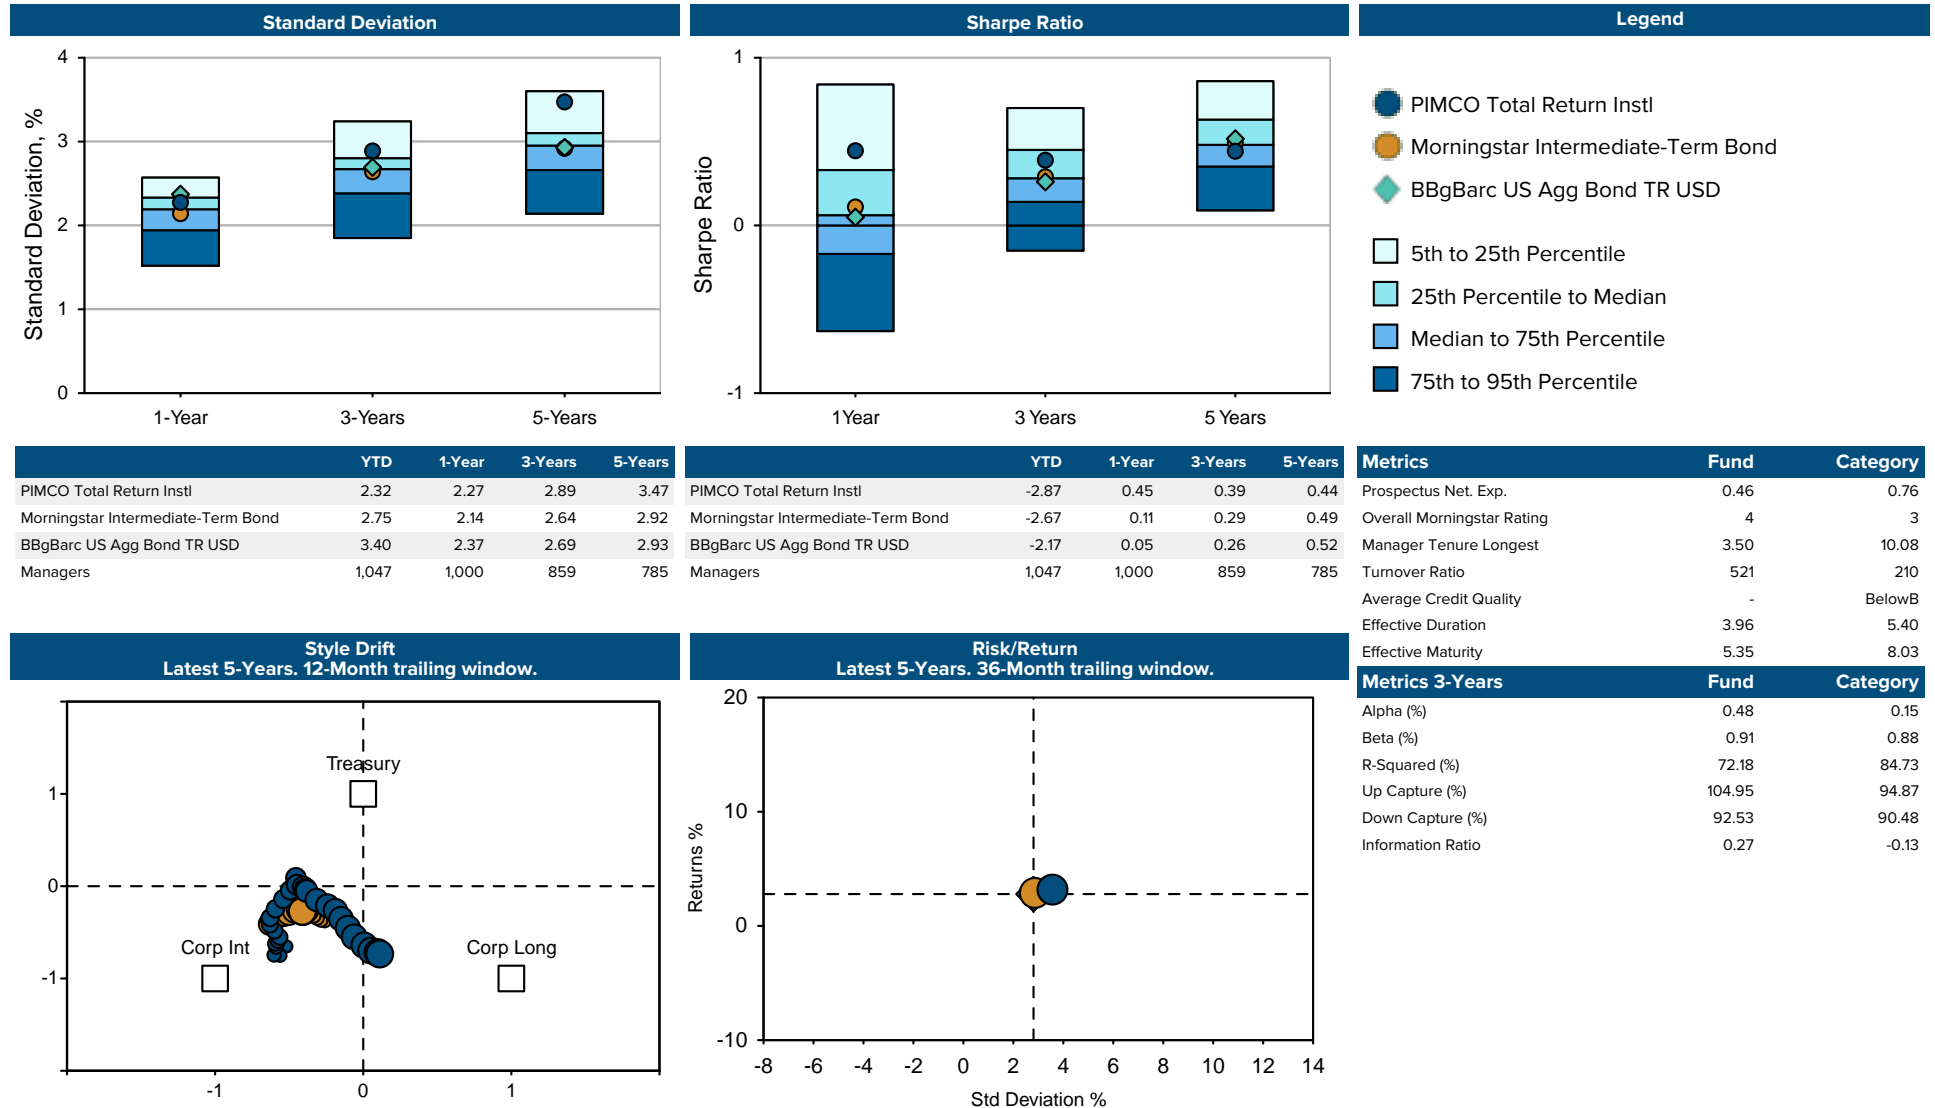 Standard Deviation
Standard Deviation, %
4
3
2
1
0
1-Year 3-Years 5-Years
Sharpe Ratio
Sharpe Ratio
1
0
-1
1Year 3 Years 5 Years
Legend
PIMCO Total Return Instl
Morningstar Intermediate-Term Bond
BBgBarc US Agg Bond TR USD
5th to 25th Percentile
25th Percentile to Median
Median to 75th Percentile
75th to 95th Percentile
YTD 1-Year 3-Years 5-Years
PIMCO Total Return Instl 2.32 2.27 2.89 3.47
Morningstar Intermediate-Term Bond 2.75 2.14 2.64 2.92
BBgBarc US Agg Bond TR USD 3.40 2.37 2.69 2.93
Managers 1,047 1,000 859 785
YTD 1-Year 3-Years 5-Years
PIMCO Total Return Instl -2.87 0.45 0.39 0.44
Morningstar Intermediate-Term Bond -2.67 0.11 0.29 0.49
BBgBarc US Agg Bond TR USD -2.17 0.05 0.26 0.52
Managers 1,047 1,000 859 785
Metrics Fund Category
Prospectus Net. Exp. 0.46 0.76
Overall Morningstar Rating 4 3
Manager Tenure Longest 3.50 10.08
Turnover Ratio 521 210
Average Credit Quality - BelowB
Effective Duration 3.96 5.40
Effective Maturity 5.35 8.03
Metrics 3-Years Fund Category
Alpha (%) 0.48 0.15
Beta (%) 0.91 0.88
R-Squared (%) 72.18 84.73
Up Capture (%) 104.95 94.87
Down Capture (%) 92.53 90.48
Information Ratio 0.27 -0.13
Style Drift
Latest 5-Years. 12-Month trailing window.
Treasury
1
0
Corp Int Corp Long
-1
-1 0 1
Risk/Return
Latest 5-Years. 36-Month trailing window.
Returns %
20
10
0
-10
-8 -6 -4 -2 0 2 4 6 8 10 12 14
Std Deviation %